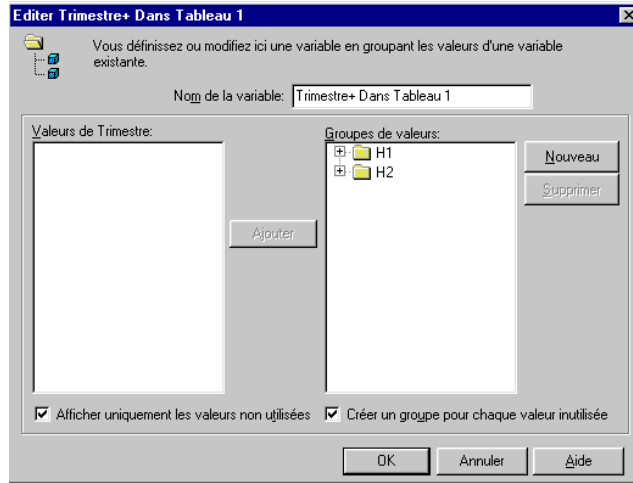 Editer Trimestre+ Dans Tableau 1
Vous définissez ou modifiez ici une variable en groupant les valeurs d'une variable
existante.
Nom de la variable: Trimestre+ Dans Tableau 1
Valeurs de Trimestre:
Groupes de valeurs:
H1
H2
Nouveau
Supprimer
Ajouter
Afficher uniquement les valeurs non utilisées
Créer un groupe pour chaque valeur inutilisée
OK
Annuler
Aide